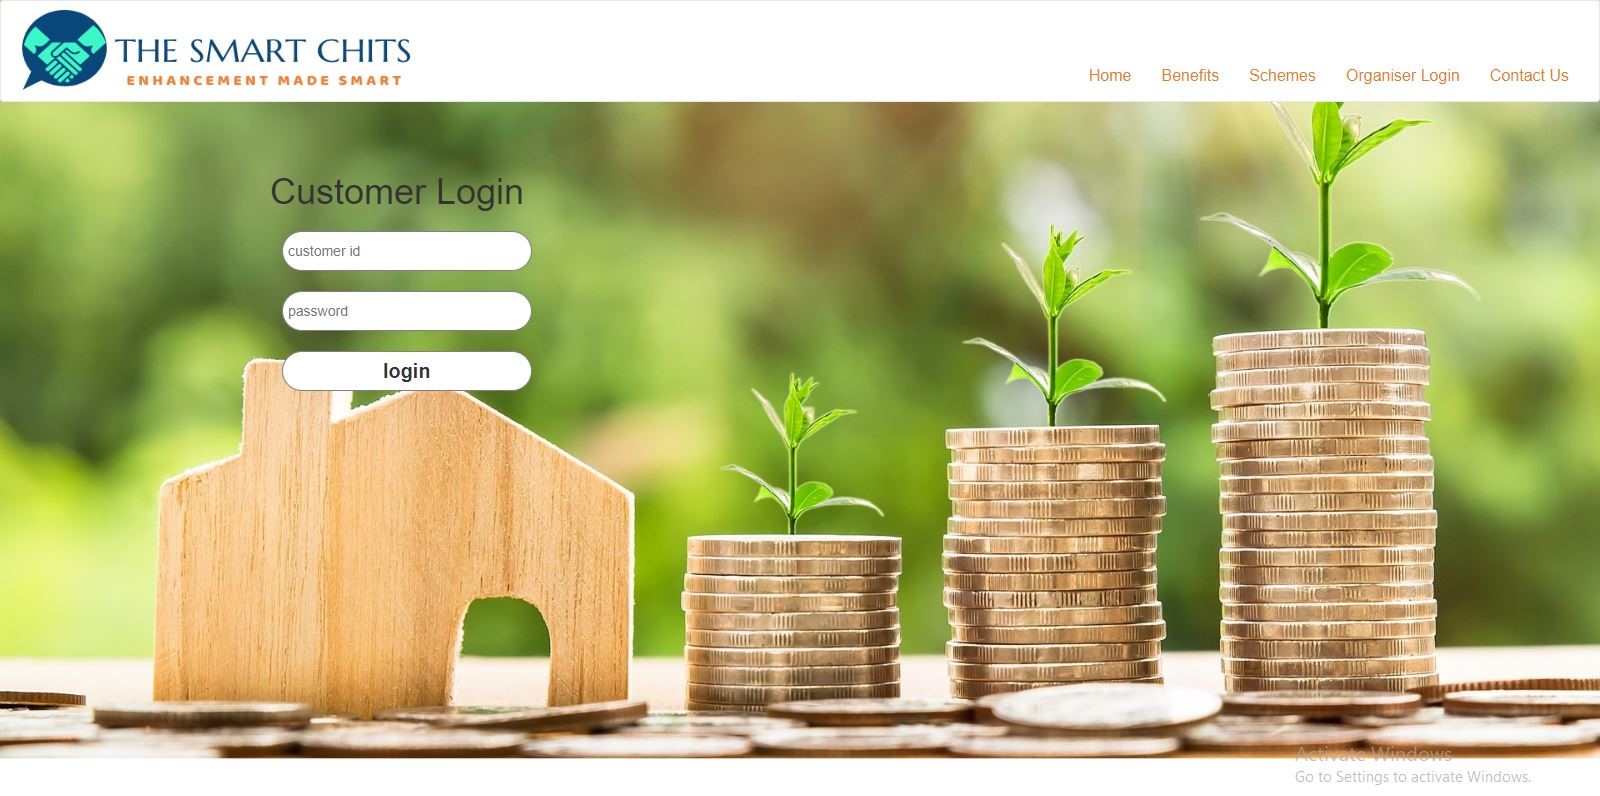 THE SMART CHITS
ENHANCEMENT MADE SMART
Home Benefits Schemes Organiser Login Contact Us
Customer Login
customer id
password
login
Activate Windows
Go to Settings to activate Windows.